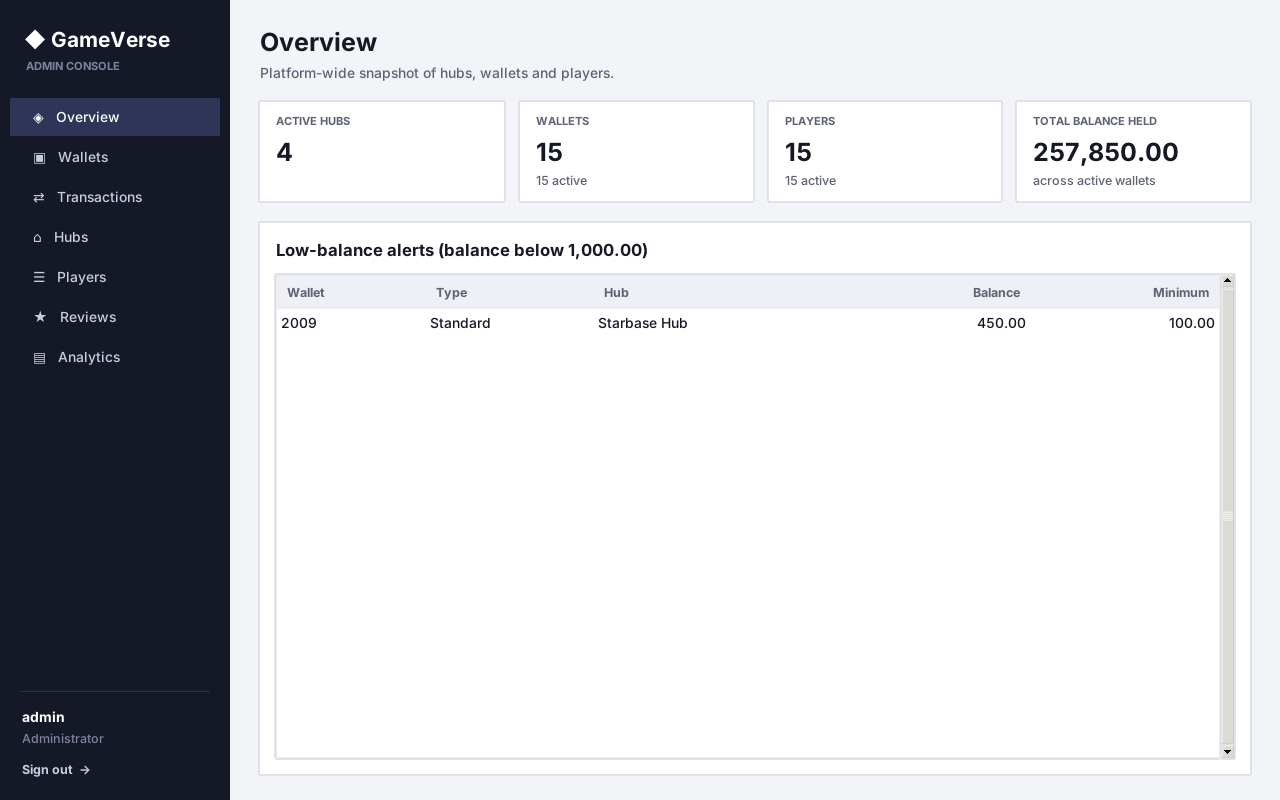 ◆ GameVerse
ADMIN CONSOLE
◈ Overview
▣ Wallets
⇄ Transactions
⌂ Hubs
☰ Players
★ Reviews
▤ Analytics
admin
Administrator
Sign out →
Overview
Platform-wide snapshot of hubs, wallets and players.
ACTIVE HUBS
4
WALLETS
15
15 active
PLAYERS
15
15 active
TOTAL BALANCE HELD
257,850.00
across active wallets
Low-balance alerts (balance below 1,000.00)
Wallet Type Hub Balance Minimum
2009 Standard Starbase Hub 450.00 100.00